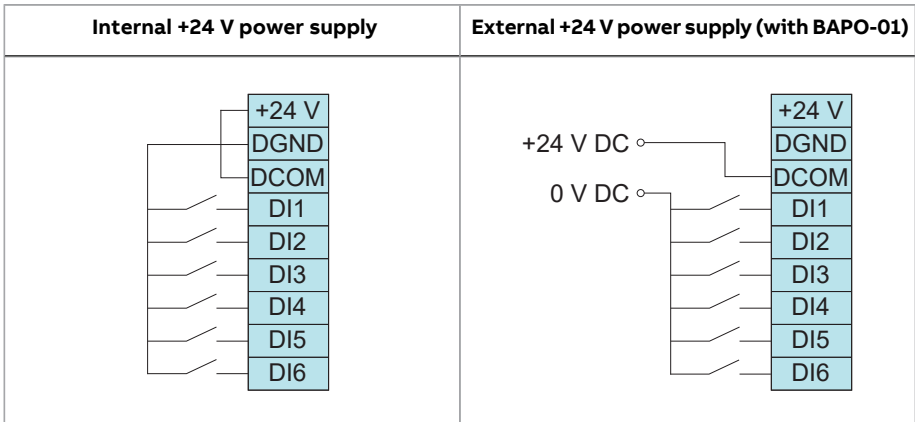 Internal +24 V power supply
External +24 V power supply (with BAPO-01)
+24 V
DGND
DCOM
DI1
DI2
DI3
DI4
DI5
DI6
+24 V DC
0 V DC
+24 V
DGND
DCOM
DI1
DI2
DI3
DI4
DI5
DI6